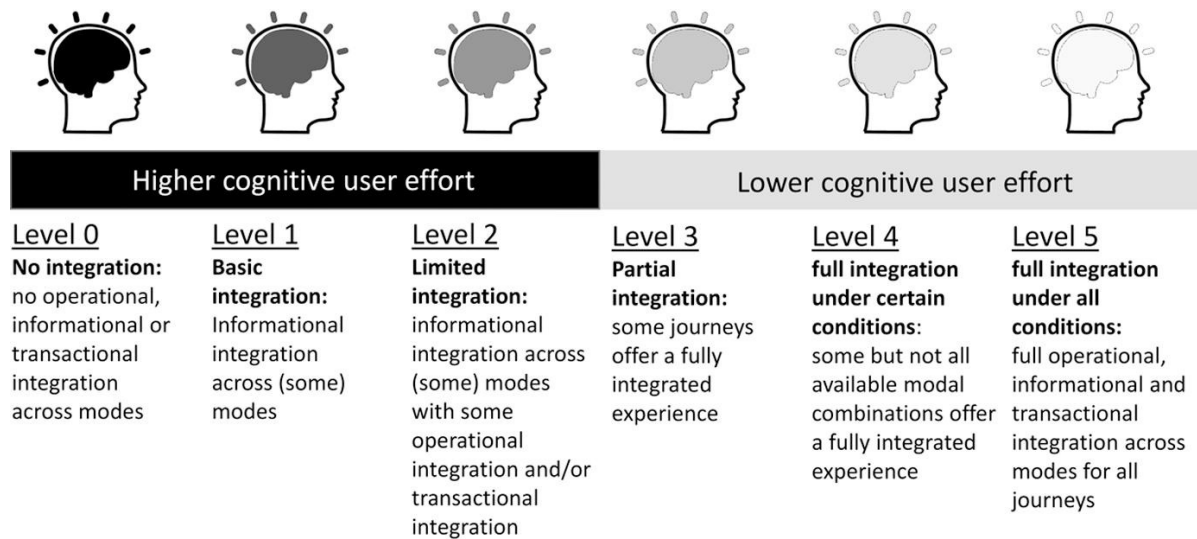 Higher cognitive user effort
Lower cognitive user effort
Level 0
No integration:
no operational,
informational or
transactional
integration
across modes
Level 1
Basic
integration:
Informational
integration
across (some)
modes
Level 2
Limited
integration:
informational
integration across
(some) modes
with some
operational
integration and/or
transactional
integration
Level 3
Partial
integration:
some journeys
offer a fully
integrated
experience
Level 4
full integration
under certain
conditions:
some but not all
available modal
combinations offer
a fully integrated
experience
Level 5
full integration
under all
conditions:
full operational,
informational and
transactional
integration across
modes for all
journeys